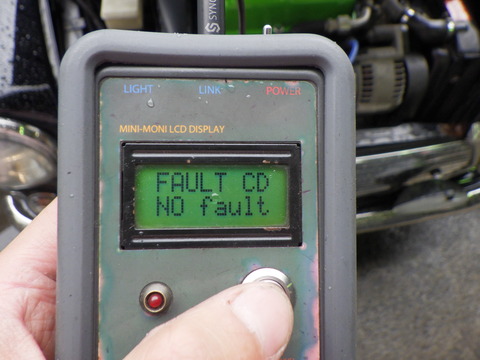 LIGHT LINK POWER
MINI-MONI LCD DISPLAY
FAULT CD
NO fault